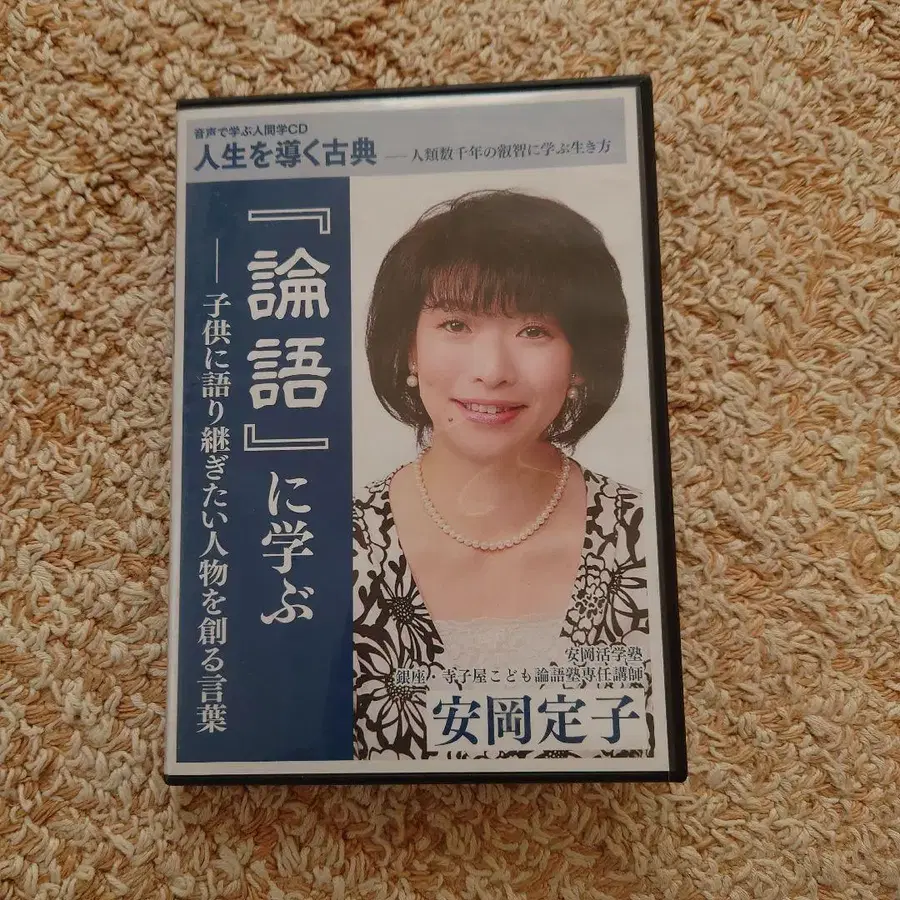 音声で学ぶ人間学CD
人生を導く古典 ――人類数千年の叡智に学ぶ生き方
『論語』に学ぶ
――子供に語り継ぎたい人物を創る言葉
安岡活学塾
銀座・寺子屋こども論語塾専任講師
安岡定子